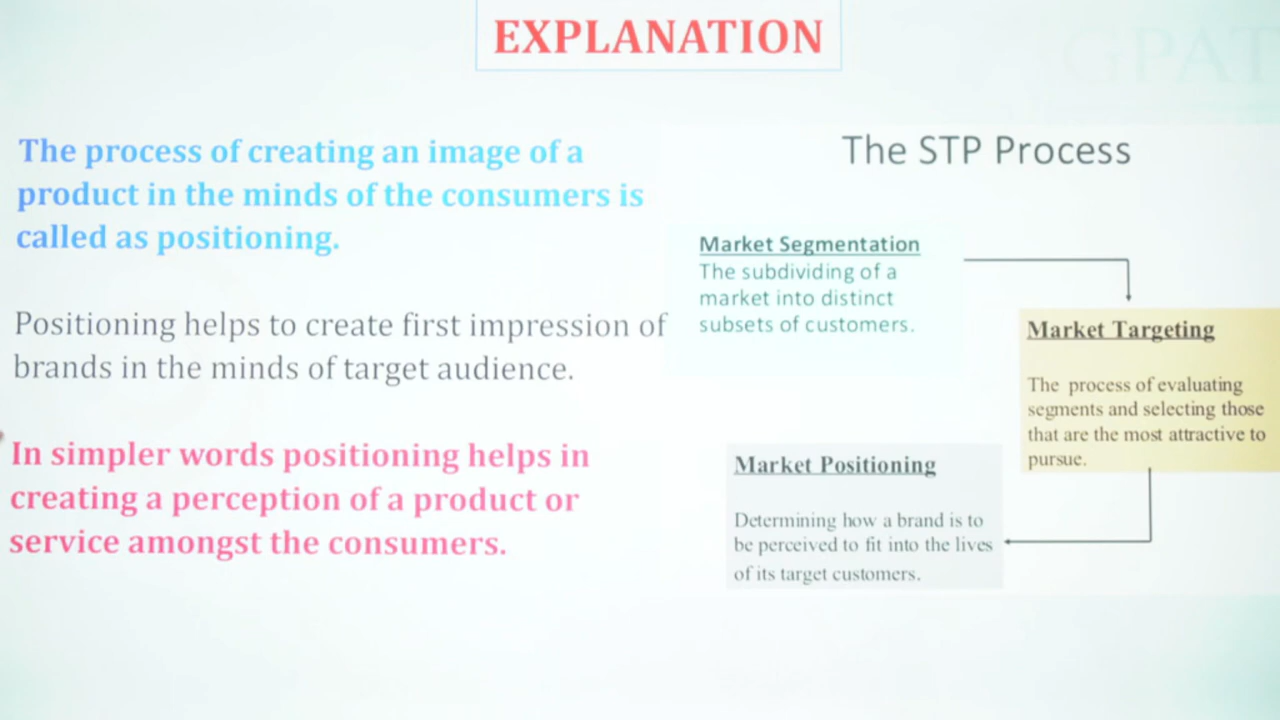 EXPLANATION
GPAT
The process of creating an image of a
product in the minds of the consumers is
called as positioning.
Positioning helps to create first impression of
brands in the minds of target audience.
In simpler words positioning helps in
creating a perception of a product or
service amongst the consumers.
The STP Process
Market Segmentation
The subdividing of a
market into distinct
subsets of customers.
Market Targeting
The process of evaluating
segments and selecting those
that are the most attractive to
pursue.
Market Positioning
Determining how a brand is to
be perceived to fit into the lives
of its target customers.